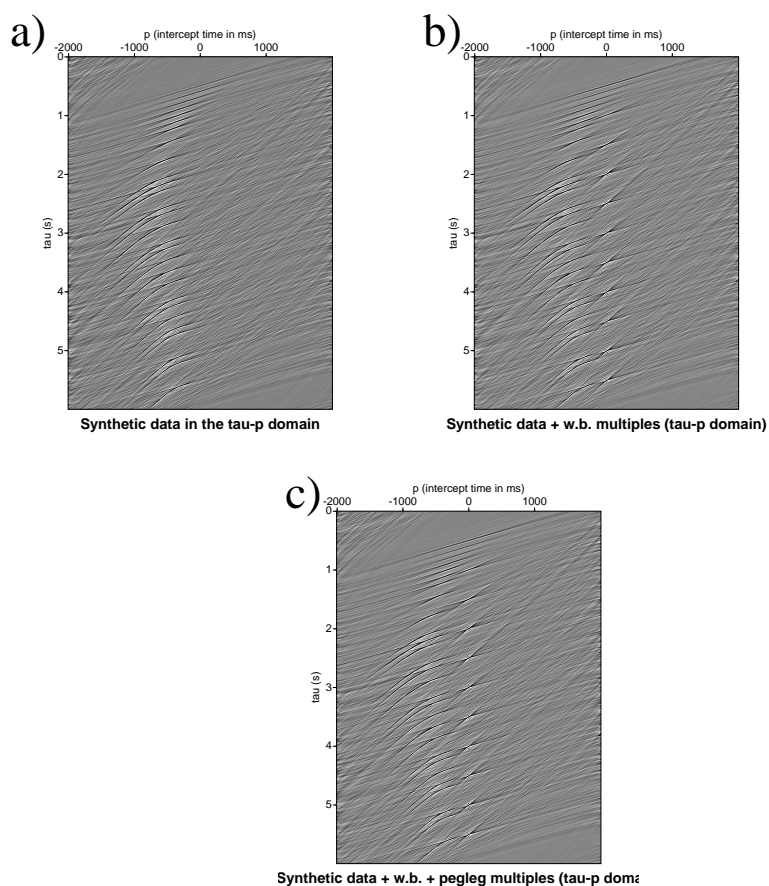 a)
p (intercept time in ms)
-2000 -1000 0 1000
0
1
2
3
4
5
tau (s)
Synthetic data in the tau-p domain
b)
p (intercept time in ms)
-2000 -1000 0 1000
0
1
2
3
4
5
tau (s)
Synthetic data + w.b. multiples (tau-p domain)
c)
p (intercept time in ms)
-2000 -1000 0 1000
0
1
2
3
4
5
tau (s)
Synthetic data + w.b. + pegleg multiples (tau-p doma